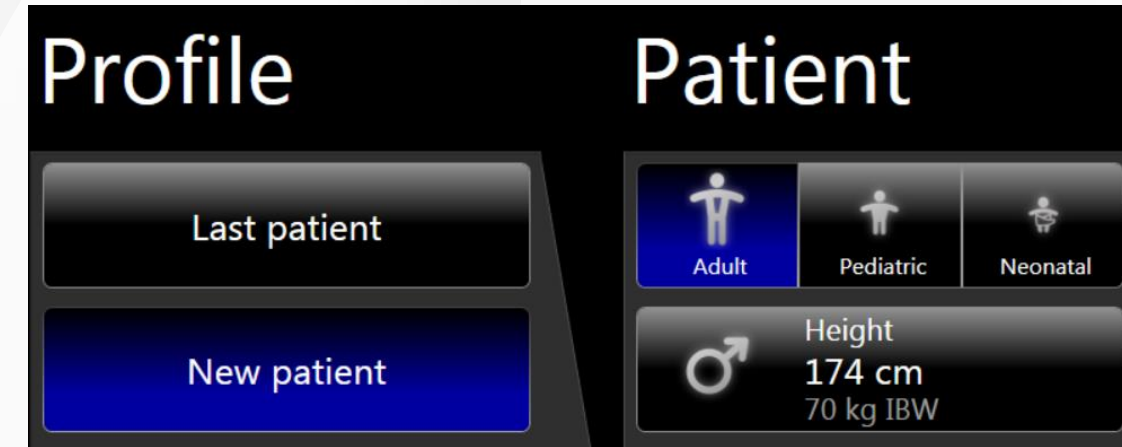 Profile
Last patient
New patient
Patient
Adult
Pediatric
Neonatal
Height
174 cm
70 kg IBW